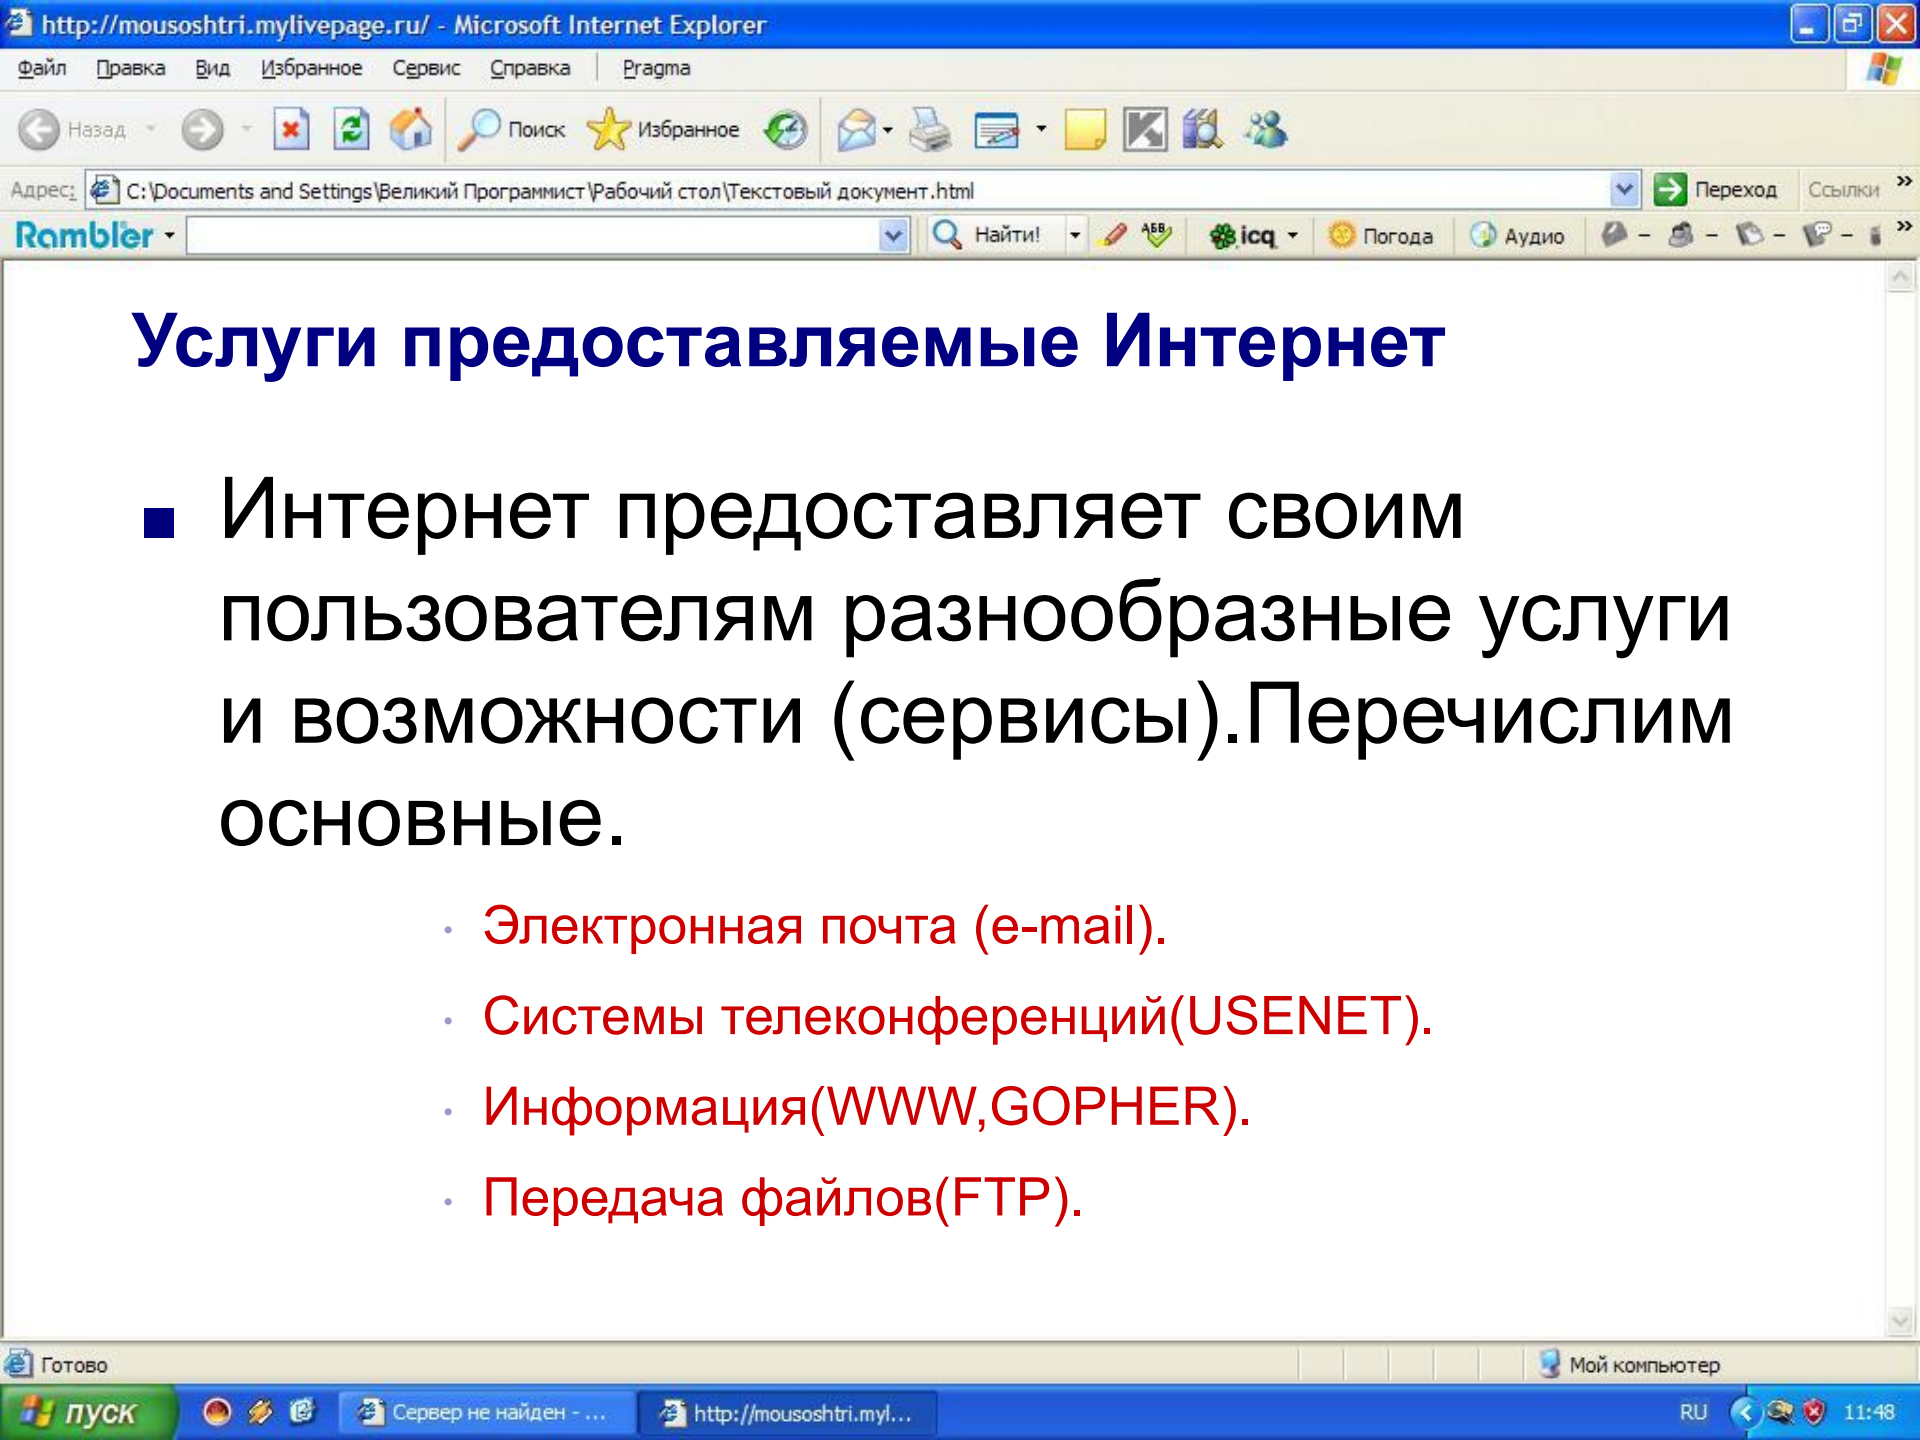 http://mousoshtri.mylivepage.ru/ - Microsoft Internet Explorer
Файл Правка Вид Избранное Сервис Справка Pragma
Назад Поиск Избранное
Адрес: C:\Documents and Settings\Великий Программист\Рабочий стол\Текстовый документ.html Переход Ссылки »
Rambler Найти! АБВ icq Погода Аудио »
Услуги предоставляемые Интернет
Интернет предоставляет своим
пользователям разнообразные услуги
и возможности (сервисы).Перечислим
основные.
Электронная почта (e-mail).
Системы телеконференций(USENET).
Информация(WWW,GOPHER).
Передача файлов(FTP).
Готово Мой компьютер
пуск Сервер не найден - ... http://mousoshtri.myl... RU 11:48